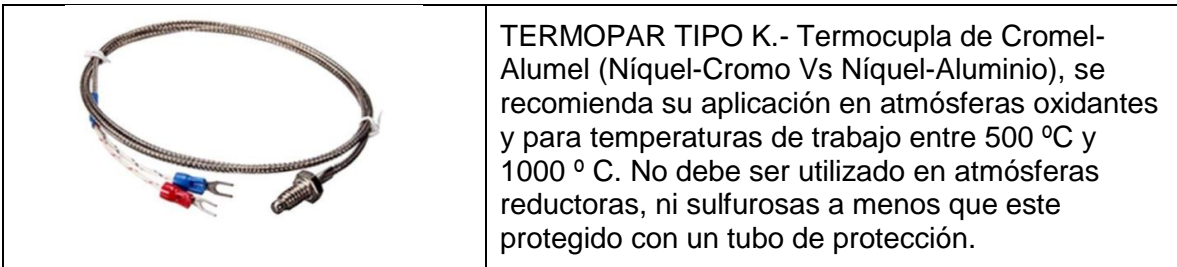 TERMOPAR TIPO K.- Termocupla de Cromel-
Alumel (Níquel-Cromo Vs Níquel-Aluminio), se
recomienda su aplicación en atmósferas oxidantes
y para temperaturas de trabajo entre 500 ºC y
1000 º C. No debe ser utilizado en atmósferas
reductoras, ni sulfurosas a menos que este
protegido con un tubo de protección.